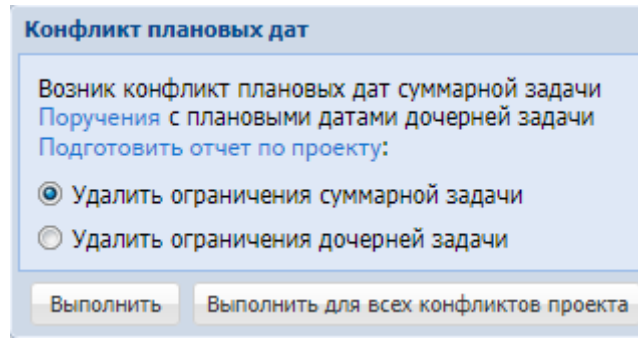 Конфликт плановых дат
Возник конфликт плановых дат суммарной задачи
Поручения с плановыми датами дочерней задачи
Подготовить отчет по проекту:
Удалить ограничения суммарной задачи
Удалить ограничения дочерней задачи
Выполнить Выполнить для всех конфликтов проекта